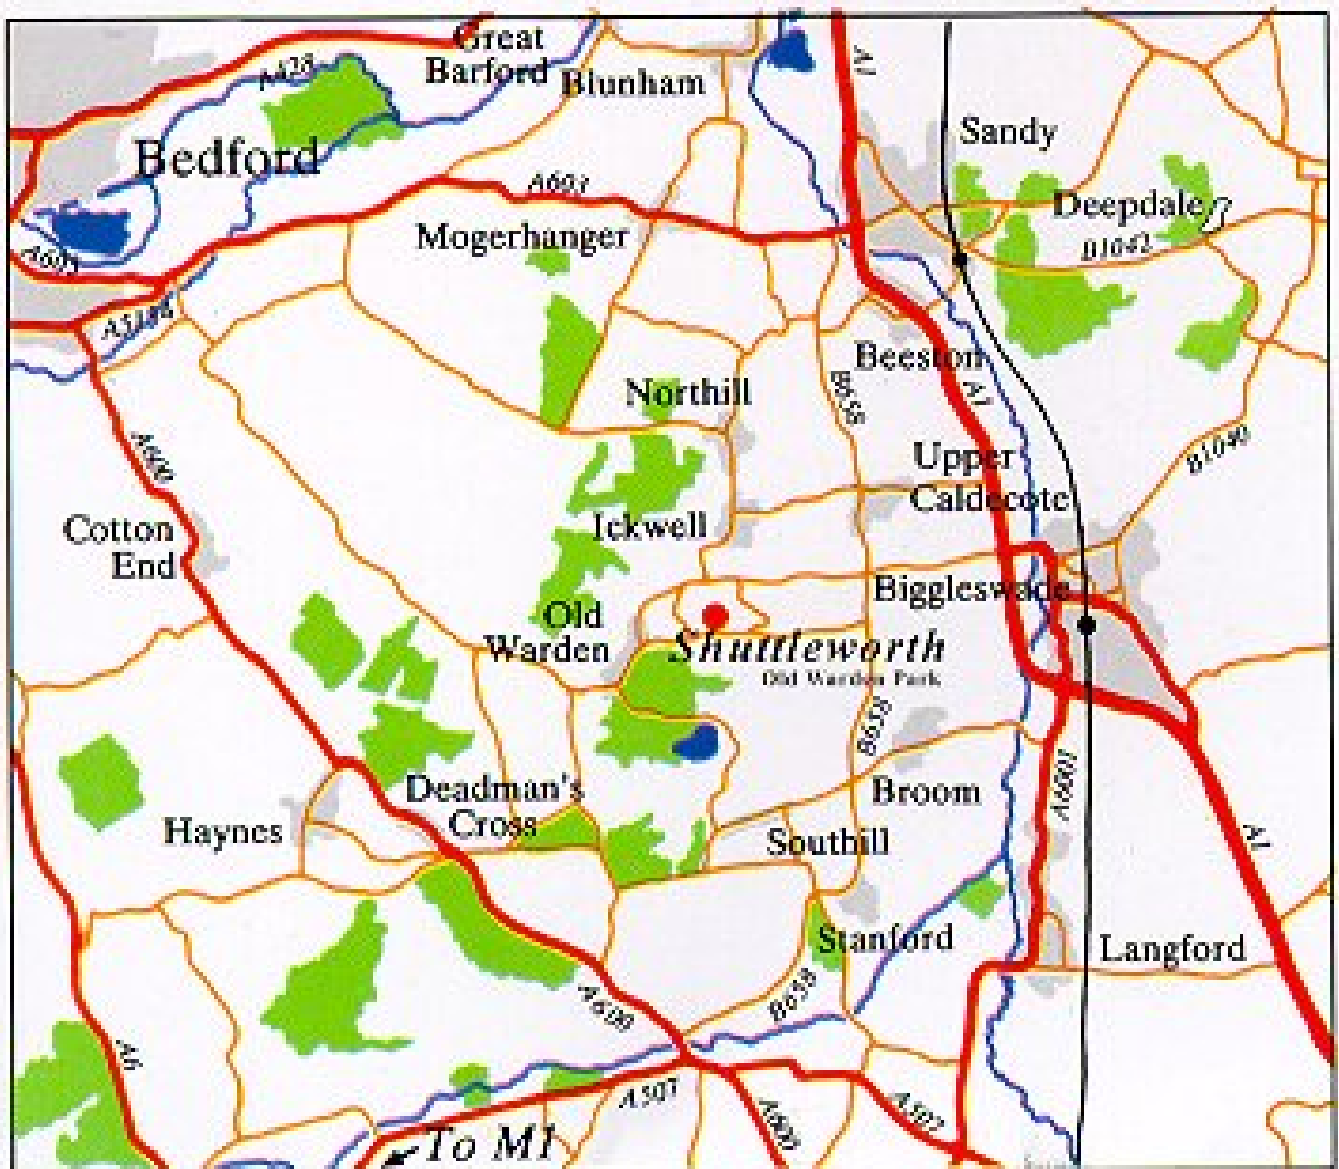 Great
Barford
A428
Blunham
A1
Sandy
Bedford
A603
Deepdale
Mogerhanger
B1042
A603
Beeston
Northill
B658
A1
A600
Upper
Caldecote
B1040
Cotton
End
Ickwell
Biggleswade
Old
Warden
Shuttleworth
Old Warden Park
B658
Deadman's
Cross
Broom
A6001
Haynes
Southill
A1
Stanford
Langford
A600
B658
A6
A507
A600
A507
To M1